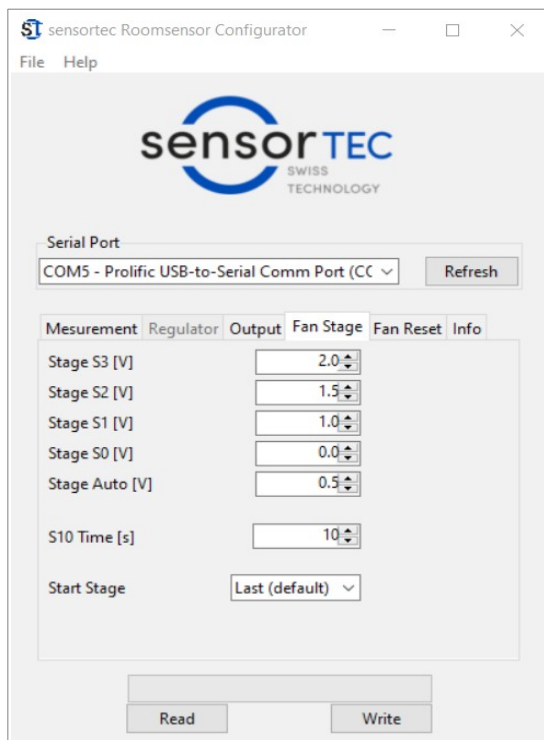 sensortec Roomsensor Configurator
File Help
sensorTEC
SWISS
TECHNOLOGY
Serial Port
COM5 - Prolific USB-to-Serial Comm Port (CC
Refresh
Mesurement Regulator Output Fan Stage Fan Reset Info
Stage S3 [V] 2.0
Stage S2 [V] 1.5
Stage S1 [V] 1.0
Stage S0 [V] 0.0
Stage Auto [V] 0.5
S10 Time [s] 10
Start Stage Last (default)
Read Write